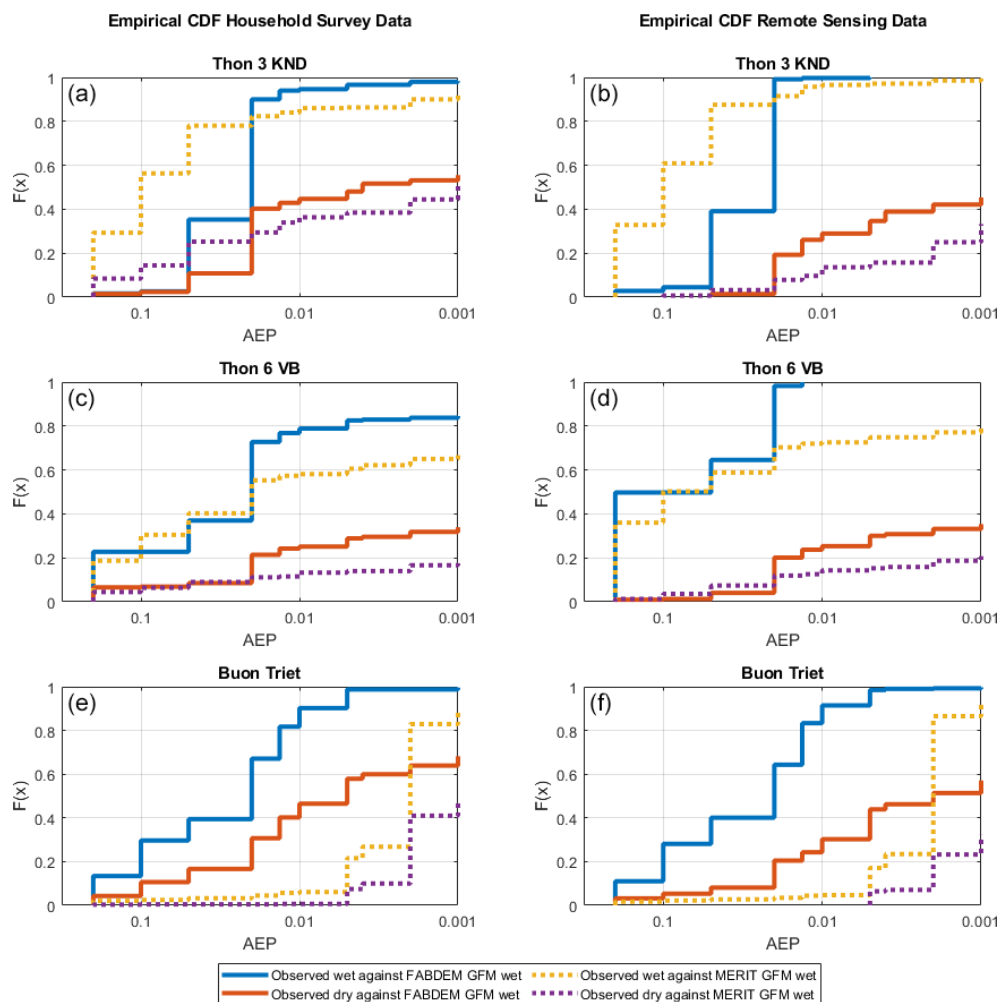 Empirical CDF Household Survey Data
Empirical CDF Remote Sensing Data
Thon 3 KND
(a)
1
0.8
0.6
0.4
0.2
0
F(x)
0.1
0.01
0.001
AEP
Thon 3 KND
(b)
1
0.8
0.6
0.4
0.2
0
F(x)
0.1
0.01
0.001
AEP
Thon 6 VB
(c)
1
0.8
0.6
0.4
0.2
0
F(x)
0.1
0.01
0.001
AEP
Thon 6 VB
(d)
1
0.8
0.6
0.4
0.2
0
F(x)
0.1
0.01
0.001
AEP
Buon Triet
(e)
1
0.8
0.6
0.4
0.2
0
F(x)
0.1
0.01
0.001
AEP
Buon Triet
(f)
1
0.8
0.6
0.4
0.2
0
F(x)
0.1
0.01
0.001
AEP
Observed wet against FABDEM GFM wet
Observed wet against MERIT GFM wet
Observed dry against FABDEM GFM wet
Observed dry against MERIT GFM wet